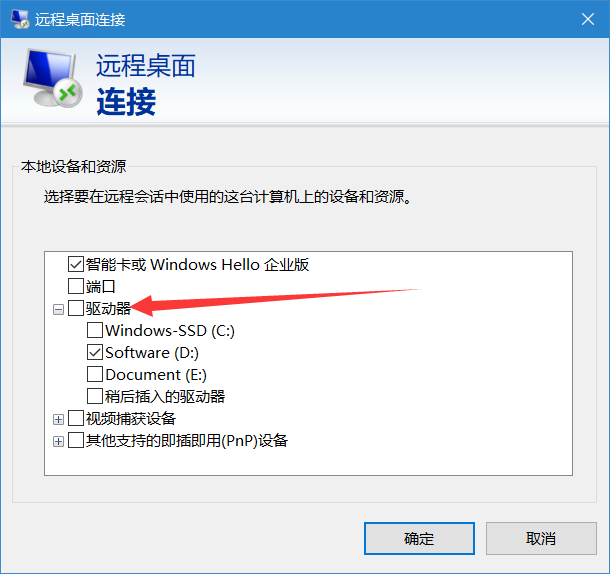 远程桌面连接
远程桌面
连接
本地设备和资源
选择要在远程会话中使用的这台计算机上的设备和资源。
智能卡或 Windows Hello 企业版
端口
驱动器
Windows-SSD (C:)
Software (D:)
Document (E:)
稍后插入的驱动器
视频捕获设备
其他支持的即插即用(PnP)设备
确定
取消